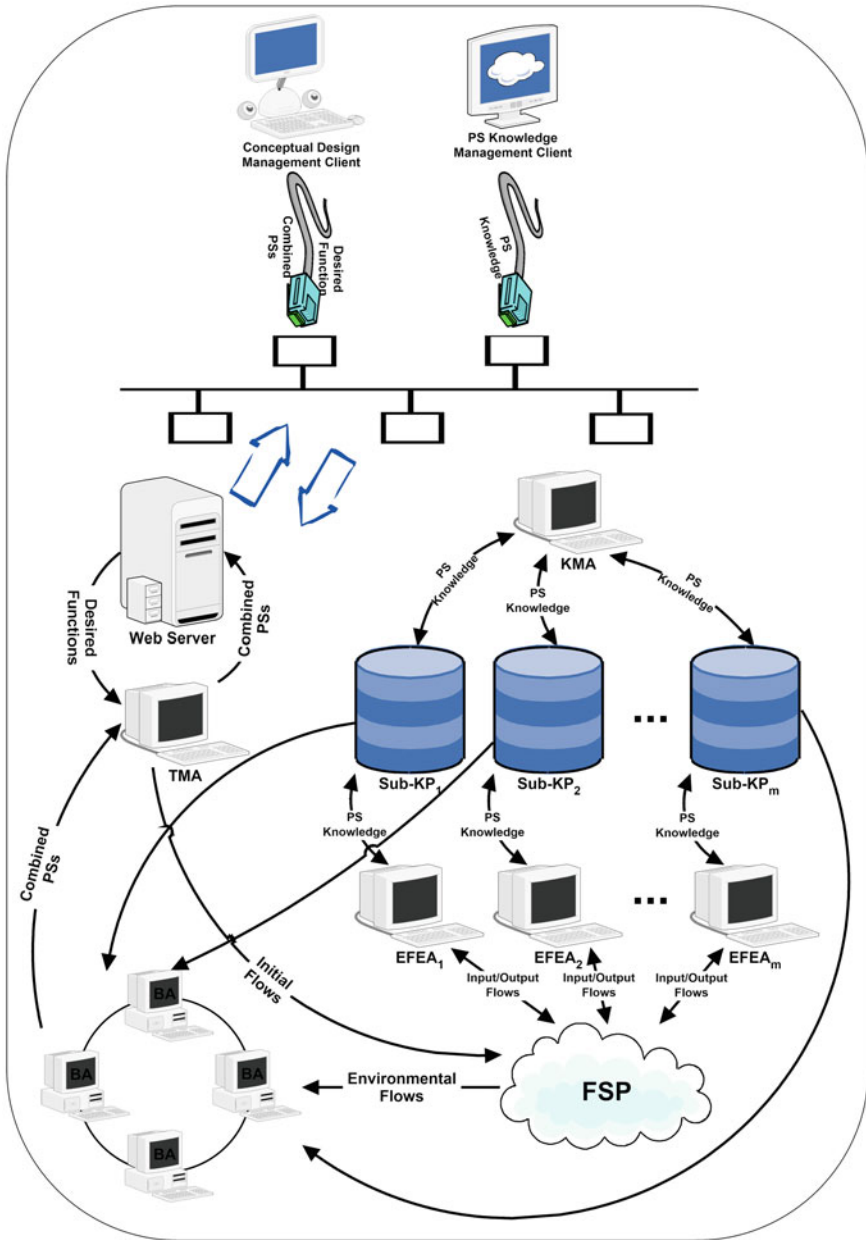 Conceptual Design
Management Client
PS Knowledge
Management Client
Combined
PSs
Desired
Function
PS
Knowledge
KMA
Web Server
Desired
Functions
Combined
PSs
PS
Knowledge
PS
Knowledge
PS
Knowledge
TMA
Sub-KP1
Sub-KP2
...
Sub-KPm
PS
Knowledge
PS
Knowledge
PS
Knowledge
Combined
PSs
EFEA1
EFEA2
...
EFEAm
Initial
Flows
Input/Output
Flows
Input/Output
Flows
Input/Output
Flows
BA
BA
BA
BA
Environmental
Flows
FSP